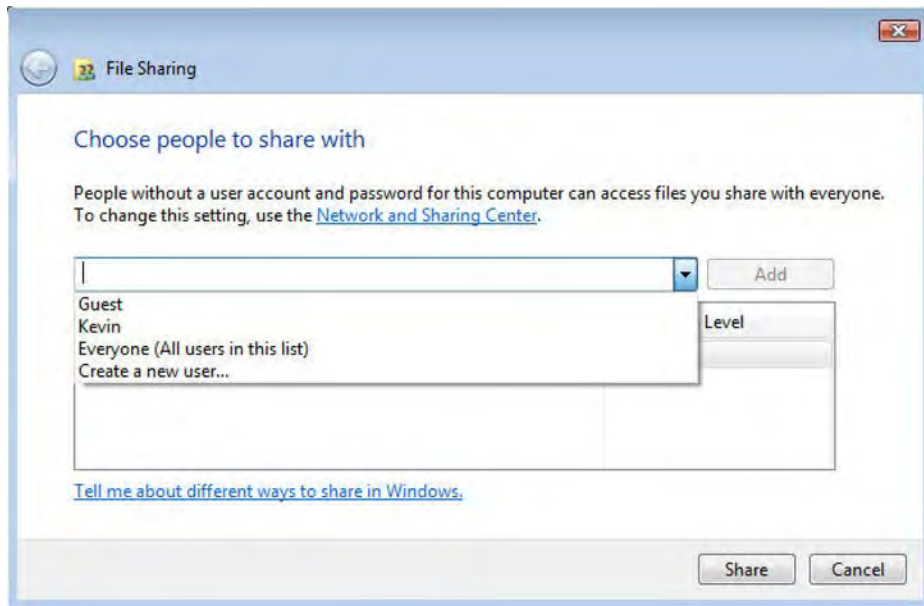 File Sharing
Choose people to share with
People without a user account and password for this computer can access files you share with everyone.
To change this setting, use the Network and Sharing Center.
Add
Guest
Kevin
Level
Everyone (All users in this list)
Create a new user...
Tell me about different ways to share in Windows.
Share Cancel